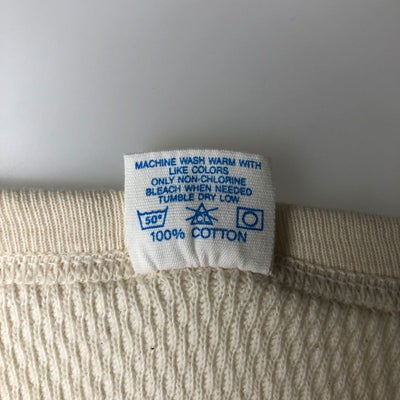 MACHINE WASH WARM WITH
LIKE COLORS
ONLY NON-CHLORINE
BLEACH WHEN NEEDED
TUMBLE DRY LOW
50°
100% COTTON